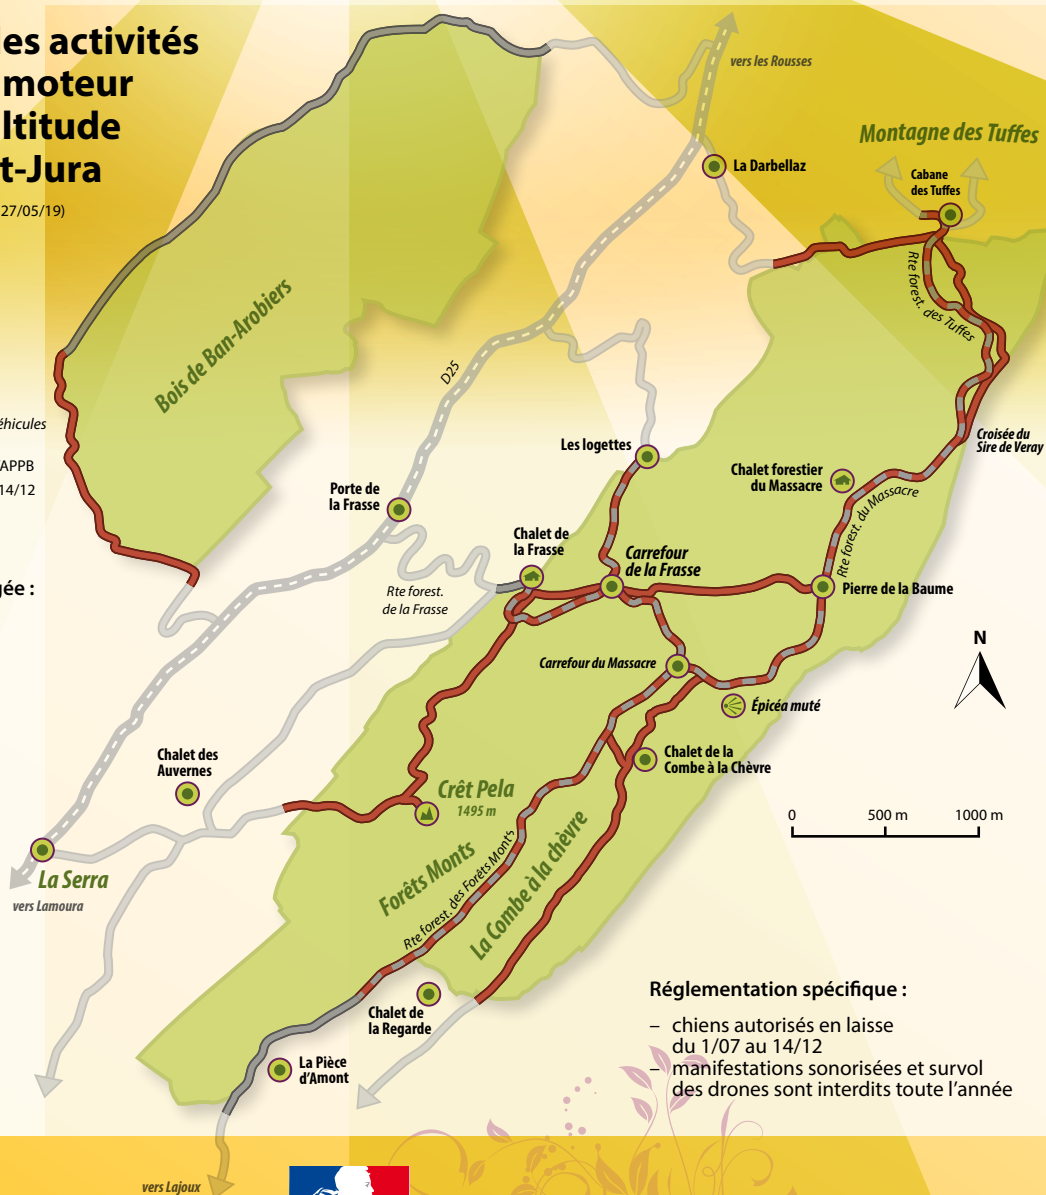 les activités
moteur
ltitude
t-Jura
27/05/19)
vers les Rousses
Montagne des Tuffes
La Darbellaz
Cabane
des Tuffes
Rte forest. des Tuffes
Bois de Ban-Arobiers
D25
éhicules
APPB
14/12
gée :
Croisée du
Sire de Veray
Les logettes
Chalet forestier
du Massacre
Porte de
la Frasse
Rte forest. du Massacre
Chalet de
la Frasse
Carrefour
de la Frasse
Rte forest.
de la Frasse
Pierre de la Baume
N
Carrefour du Massacre
Épicéa muté
Chalet des
Auvernes
Chalet de la
Combe à la Chèvre
Crêt Pela
1495 m
0 500 m 1000 m
La Serra
vers Lamoura
Forêts Monts
Rte forest. des Forêts Monts
La Combe à la chèvre
Chalet de
la Regarde
La Pièce
d'Amont
Réglementation spécifique :
– chiens autorisés en laisse
du 1/07 au 14/12
– manifestations sonorisées et survol
des drones sont interdits toute l'année
vers Lajoux